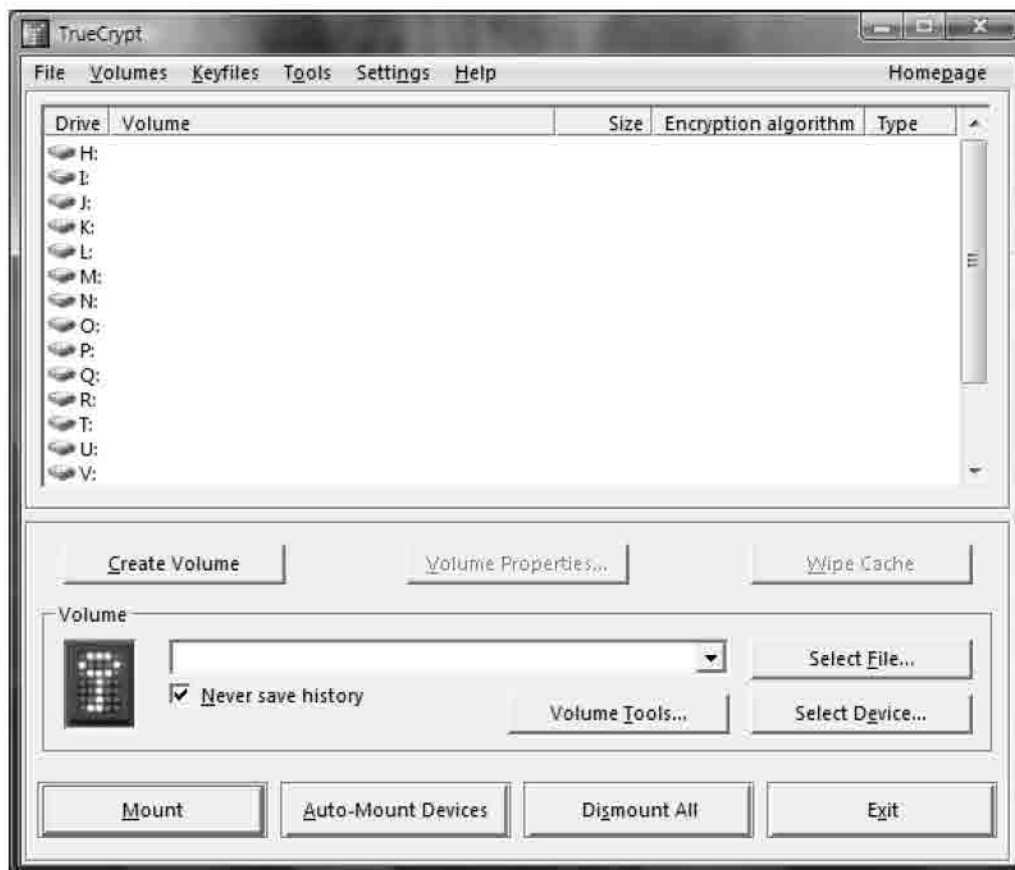 TrueCrypt
File Volumes Keyfiles Tools Settings Help Homepage
Drive Volume Size Encryption algorithm Type
H:
I:
J:
K:
L:
M:
N:
O:
P:
Q:
R:
T:
U:
V:
Create Volume Volume Properties... Wipe Cache
Volume
Select File...
Never save history
Volume Tools... Select Device...
Mount Auto-Mount Devices Dismount All Exit